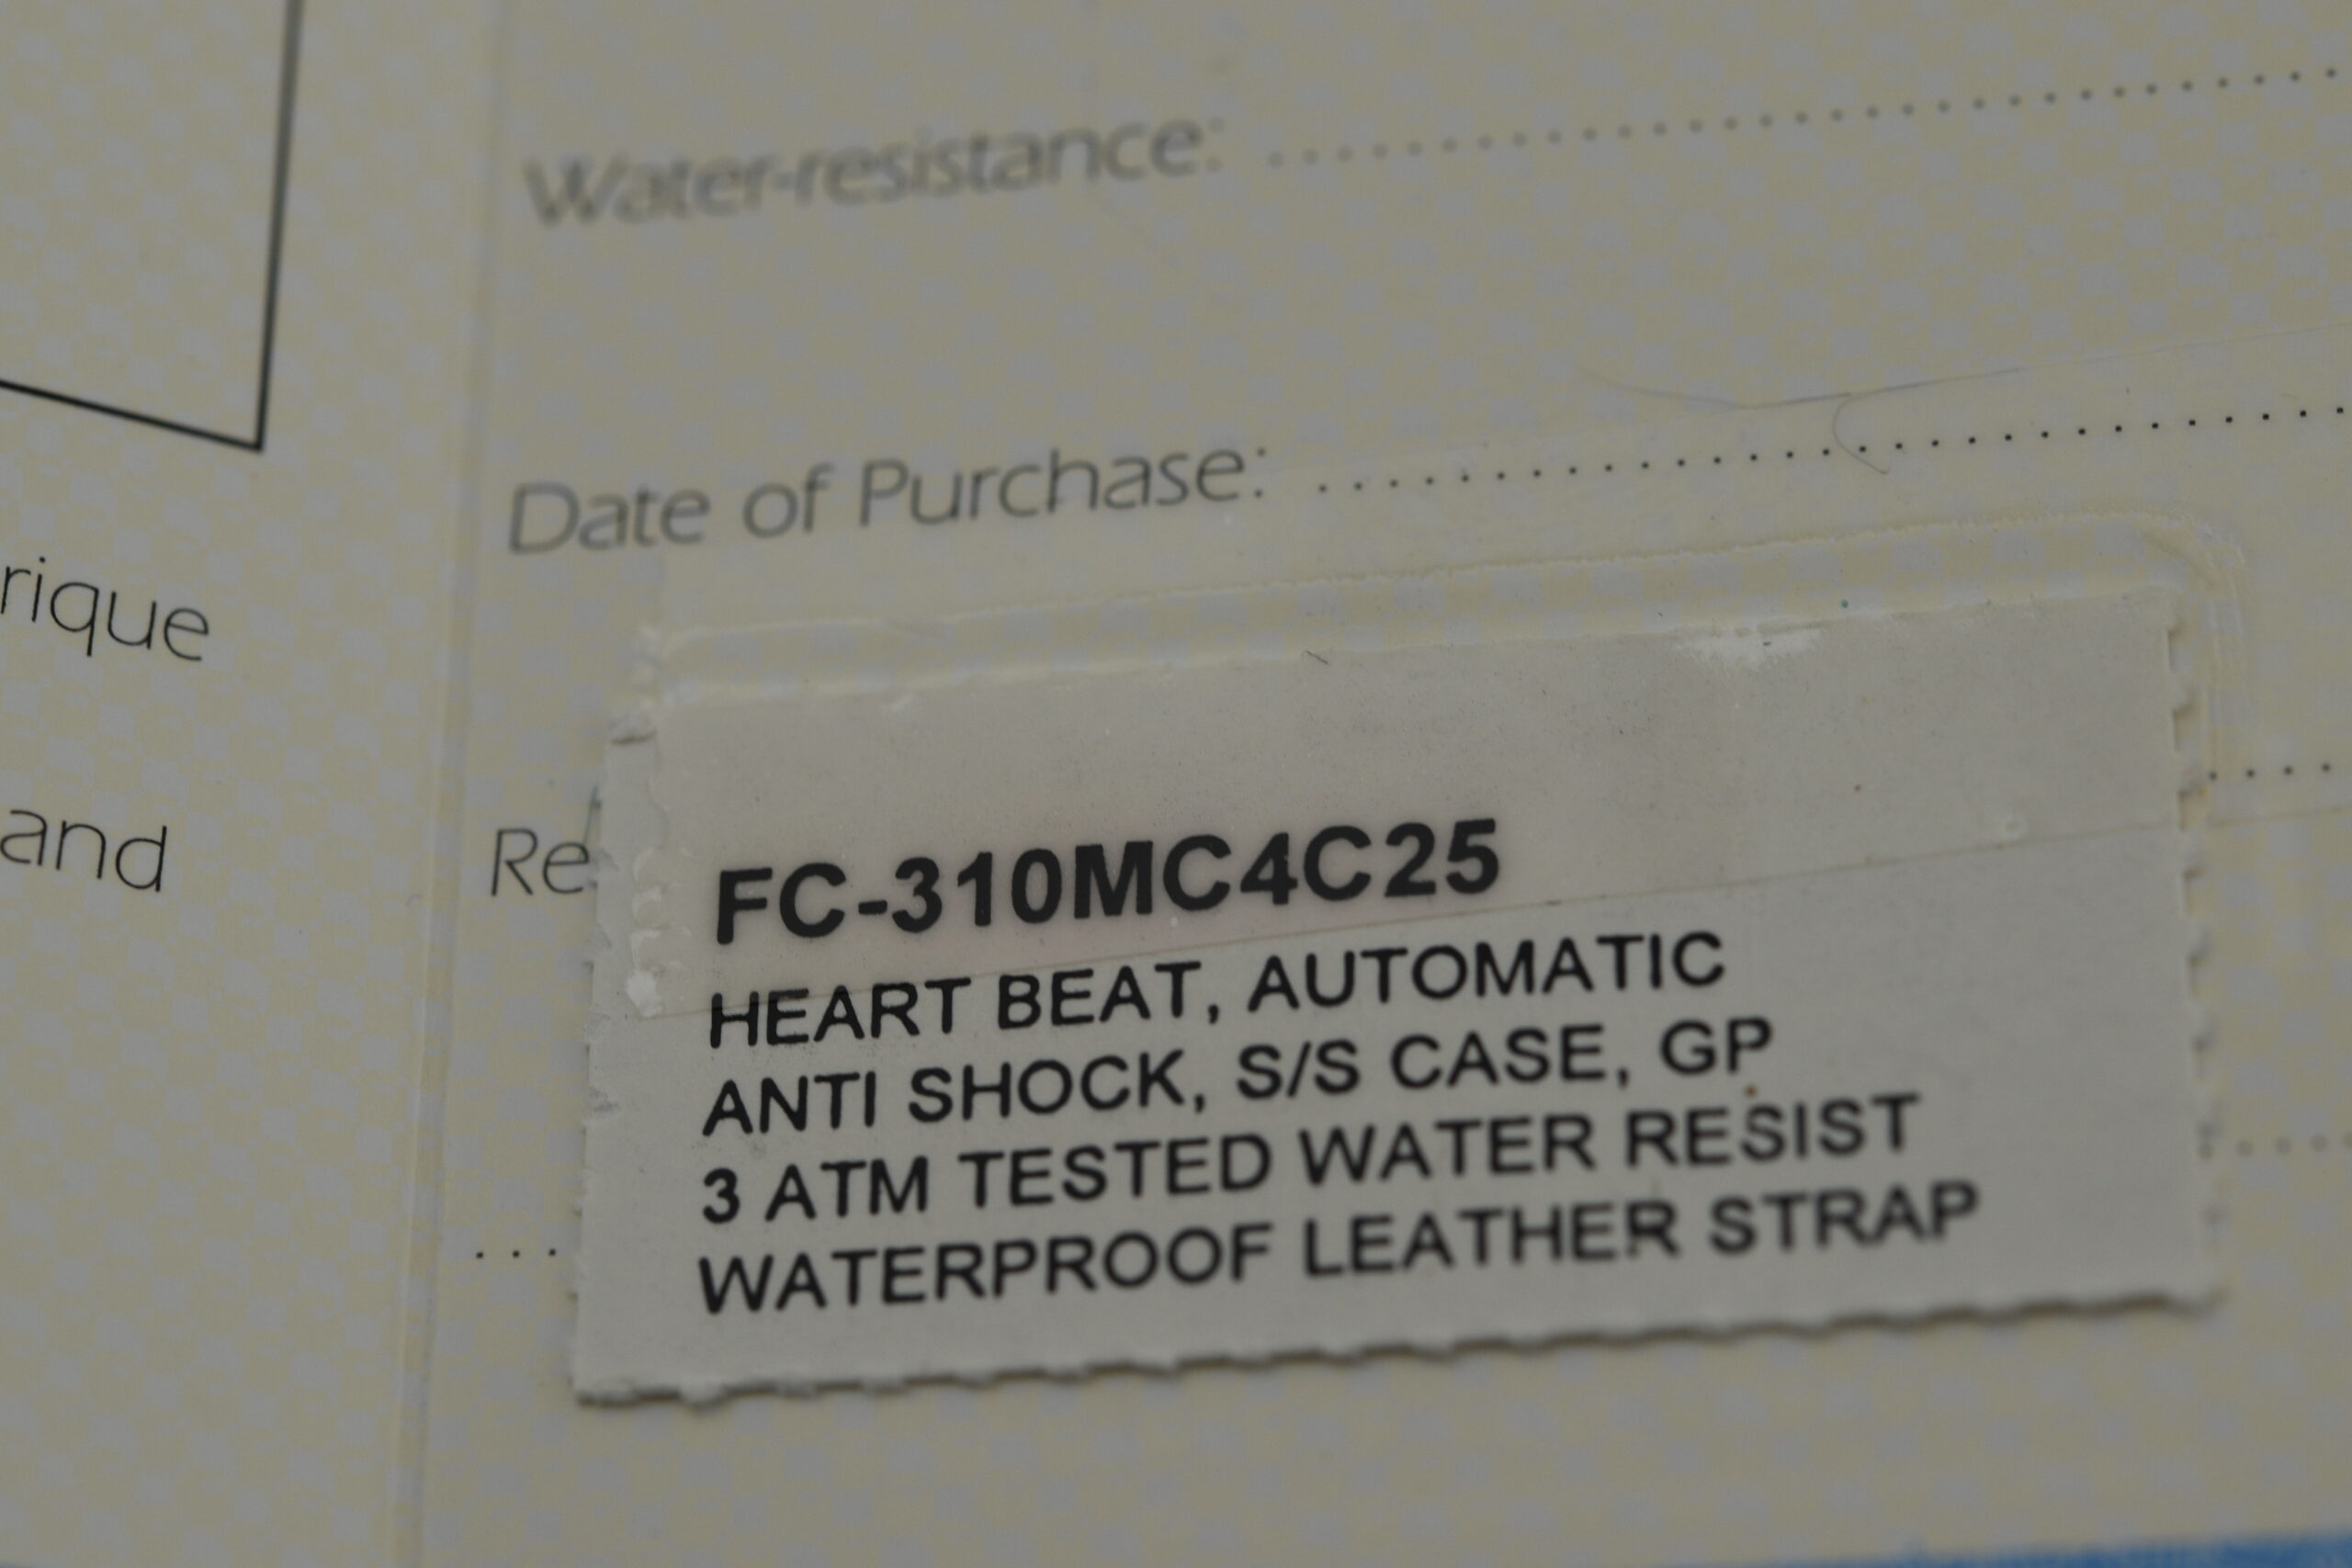 Water-resistance:
Date of Purchase:
rique
Re
and
FC-310MC4C25
HEART BEAT, AUTOMATIC
ANTI SHOCK, S/S CASE, GP
3 ATM TESTED WATER RESIST
WATERPROOF LEATHER STRAP